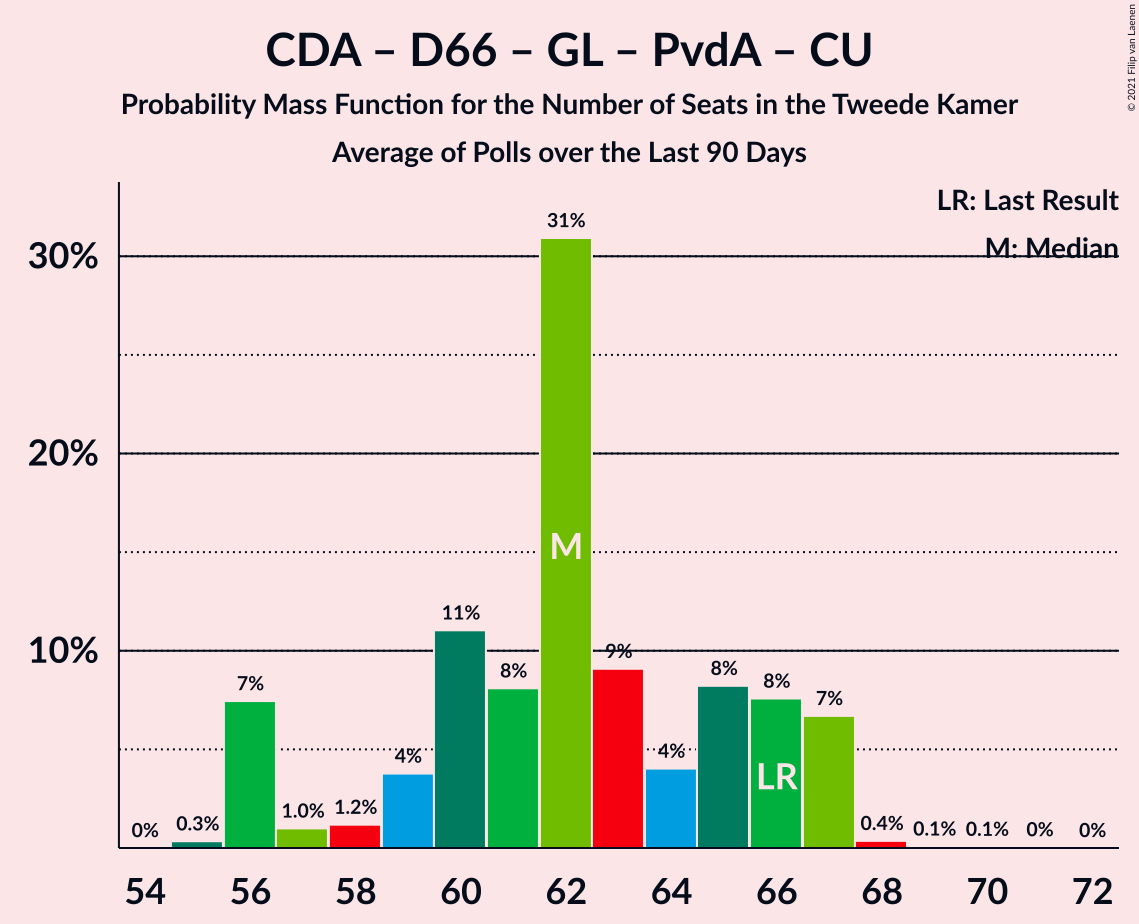 CDA – D66 – GL – PvdA – CU
Probability Mass Function for the Number of Seats in the Tweede Kamer
Average of Polls over the Last 90 Days
© 2021 Filip van Laenen
LR: Last Result
M: Median
30%
20%
10%
0%
0.3%
7%
1.0%
1.2%
4%
11%
8%
31%
9%
4%
8%
8%
7%
0.4%
0.1%
0.1%
0%
0%
M
LR
54 56 58 60 62 64 66 68 70 72